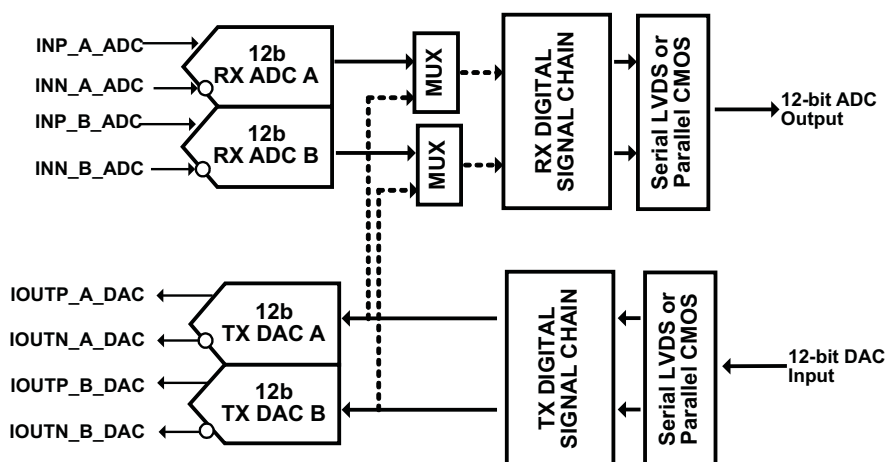 INP_A_ADC
INN_A_ADC
INP_B_ADC
INN_B_ADC
12b
RX ADC A
12b
RX ADC B
MUX
MUX
RX DIGITAL
SIGNAL CHAIN
Serial LVDS or
Parallel CMOS
12-bit ADC
Output
IOUTP_A_DAC
IOUTN_A_DAC
IOUTP_B_DAC
IOUTN_B_DAC
12b
TX DAC A
12b
TX DAC B
TX DIGITAL
SIGNAL CHAIN
Serial LVDS or
Parallel CMOS
12-bit DAC
Input